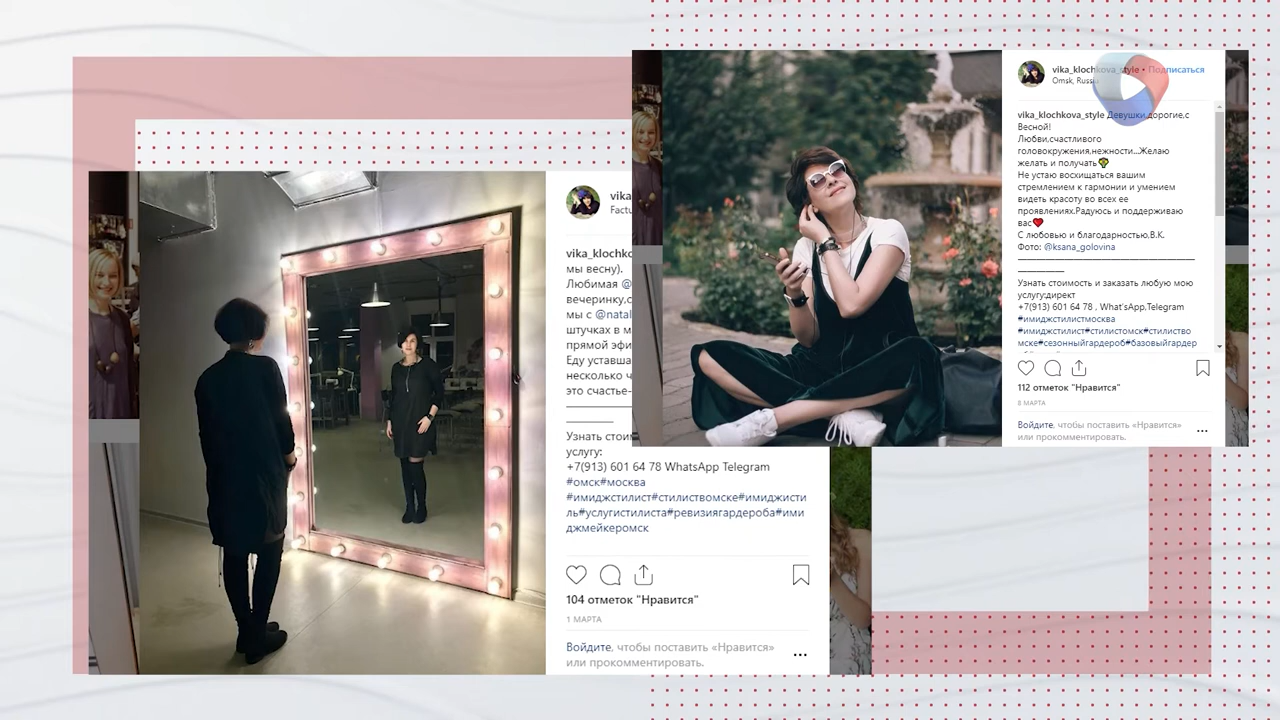 vika_
Factu
vika_klochk
мы весну).
Любимая @
вечеринку,с
мы с @natal
штучках в м
прямой эфи
Еду уставша
несколько ч
это счастье-
Узнать стоим
услугу:
+7(913) 601 64 78 WhatsApp Telegram
#омск#москва
#имиджстилист#стилиствомске#имиджисти
ль#услугистилиста#ревизиягардероба#ими
джмейкеромск
104 отметок "Нравится"
1 МАРТА
Войдите, чтобы поставить «Нравится»
или прокомментировать.
vika_klochkova_style • Подписаться
Omsk, Russia
vika_klochkova_style Девушки,дорогие,с
Весной!
Любви,счастливого
головокружения,нежности...Желаю
желать и получать
Не устаю восхищаться вашим
стремлением к гармонии и умением
видеть красоту во всех ее
проявлениях.Радуюсь и поддерживаю
вас
С любовью и благодарностью,В.К.
Фото: @ksana_golovina
Узнать стоимость и заказать любую мою
услугу:директ
+7(913) 601 64 78 , What'sApp,Telegram
#имиджстилистмосква
#имиджстилист#стилистомск#стилиство
мске#сезонныйгардероб#базовыйгардер
112 отметок "Нравится"
8 МАРТА
Войдите, чтобы поставить «Нравится»
или прокомментировать.